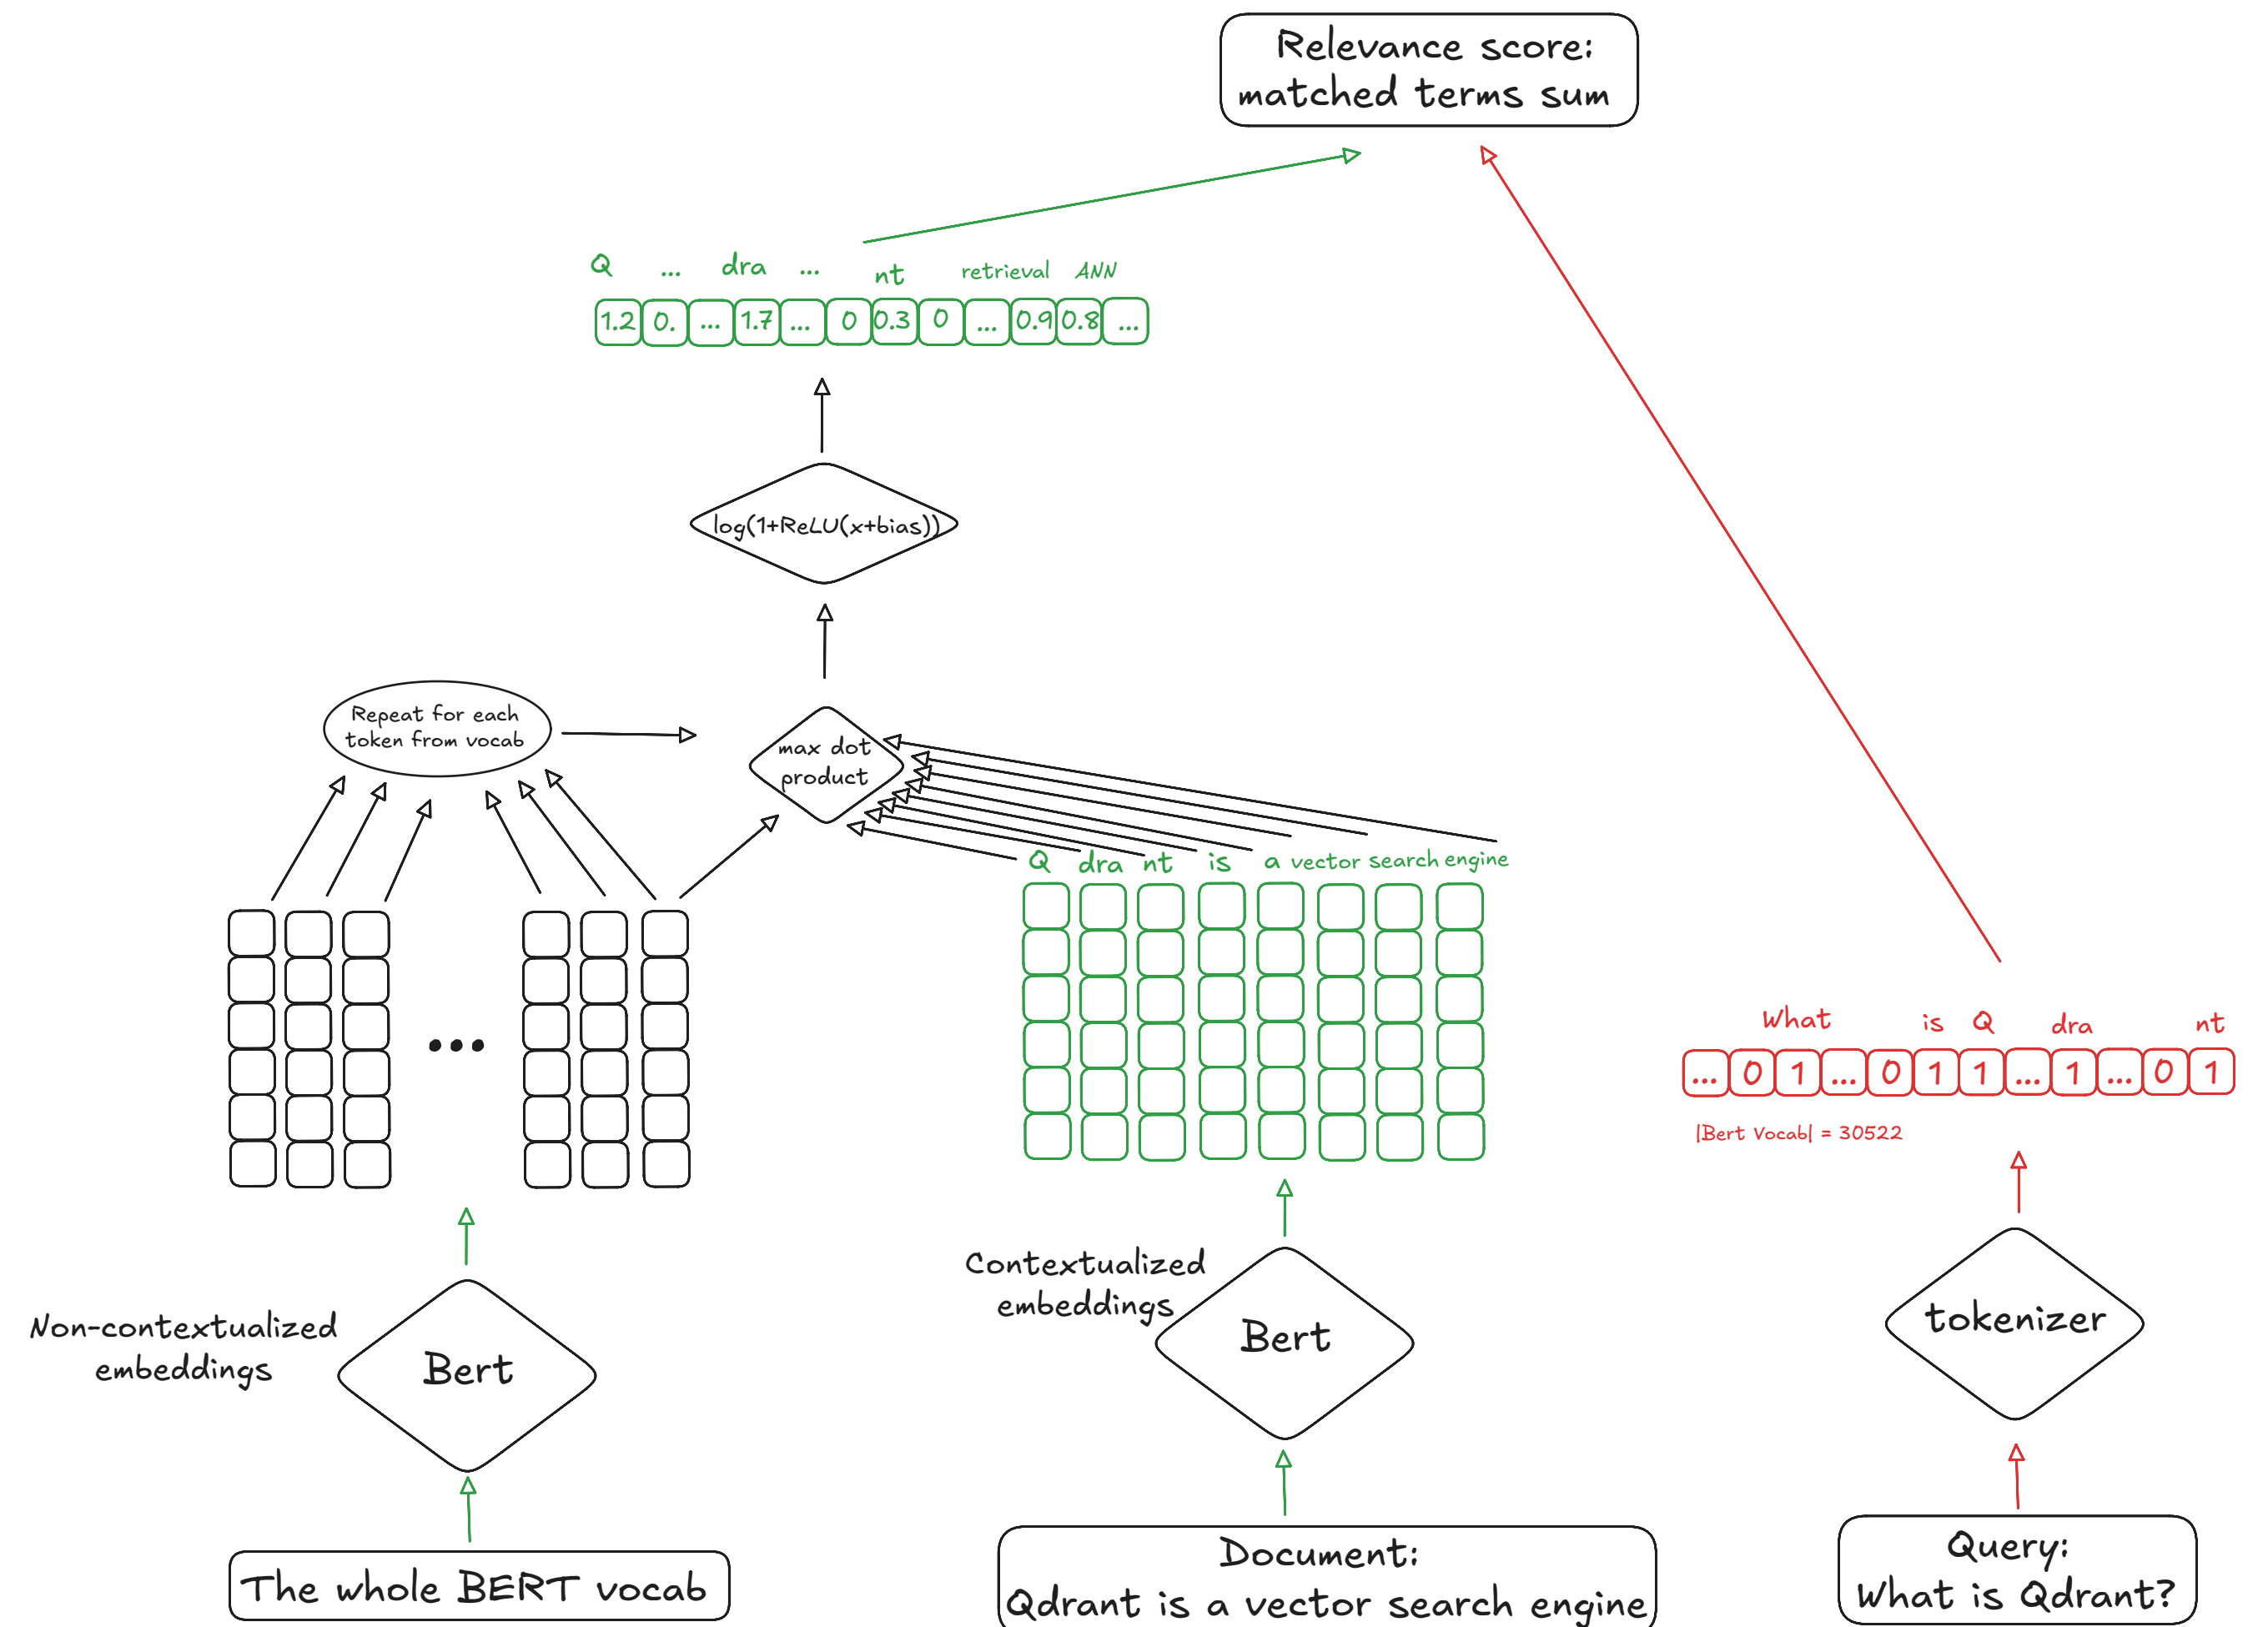 Relevance score:
matched terms sum
Q ... dra ... nt retrieval ANN
1.2 0. ... 1.7 ... 0 0.3 0 ... 0.9 0.8 ...
log(1+ReLU(x+bias))
Repeat for each
token from vocab
max dot
product
Q dra nt is a vector search engine
...
What is Q dra nt
... 0 1 ... 0 1 1 ... 1 ... 0 1
|Bert Vocab| = 30522
Non-contextualized
embeddings
Bert
Contextualized
embeddings
Bert
tokenizer
The whole BERT vocab
Document:
Qdrant is a vector search engine
Query:
What is Qdrant?